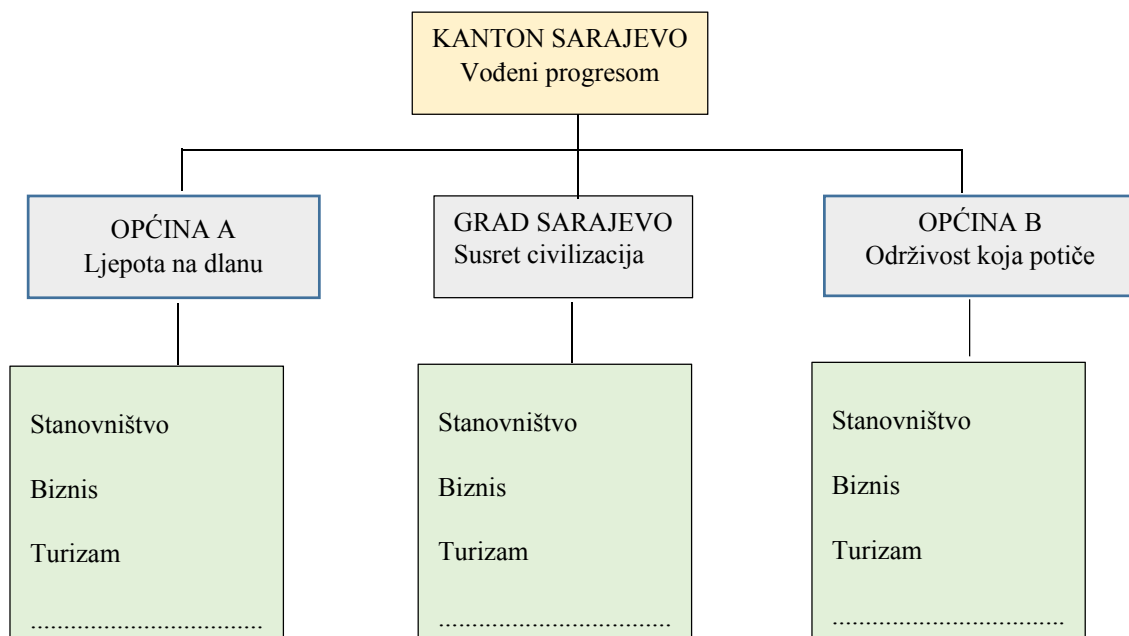 KANTON SARAJEVO
Vođeni progresom
OPĆINA A
Ljepota na dlanu
GRAD SARAJEVO
Susret civilizacija
OPĆINA B
Održivost koja potiče
Stanovništvo
Biznis
Turizam
...................................
Stanovništvo
Biznis
Turizam
...................................
Stanovništvo
Biznis
Turizam
...................................